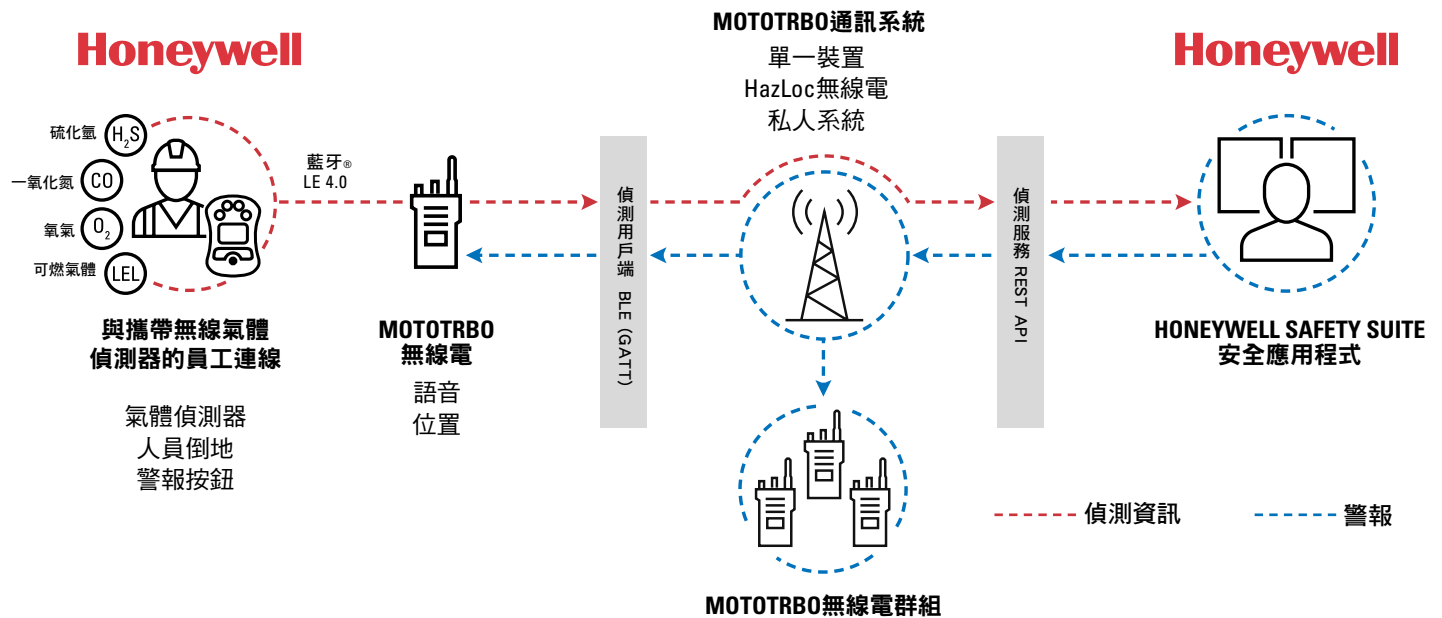 Honeywell
硫化氫
H₂S
一氧化氮
CO
氧氣
O₂
可燃氣體
LEL
與攜帶無線氣體
偵測器的員工連線
氣體偵測器
人員倒地
警報按鈕
藍牙®
LE 4.0
MOTOTRBO
無線電
語音
位置
偵測用戶端 BLE (GATT)
MOTOTRBO通訊系統
單一裝置
HazLoc無線電
私人系統
MOTOTRBO無線電群組
偵測服務 REST API
Honeywell
HONEYWELL SAFETY SUITE
安全應用程式
偵測資訊
警報